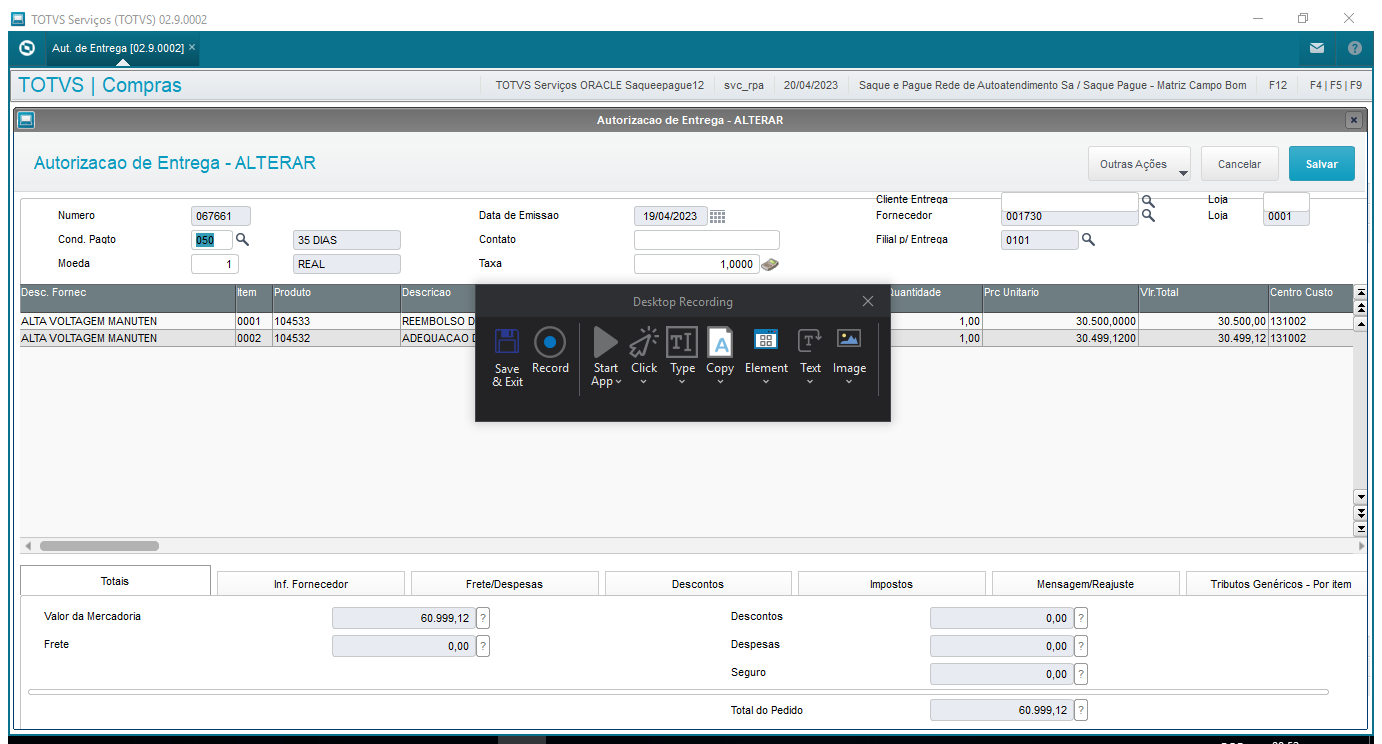 TOTVS Serviços (TOTVS) 02.9.0002
Aut. de Entrega [02.9.0002] ×
TOTVS | Compras TOTVS Serviços ORACLE Saqueepague12 svc_rpa 20/04/2023 Saque e Pague Rede de Autoatendimento Sa / Saque Pague - Matriz Campo Bom F12 F4 | F5 | F9
Autorizacao de Entrega - ALTERAR
Autorizacao de Entrega - ALTERAR Outras Ações Cancelar Salvar
Cliente Entrega Loja
Numero 067661 Data de Emissao 19/04/2023 Fornecedor 001730 Loja 0001
Cond. Pagto 050 35 DIAS Contato Filial p/ Entrega 0101
Moeda 1 REAL Taxa 1,0000
Desc. Fornec Item Produto Descricao Quantidade Prc Unitario Vlr.Total Centro Custo
ALTA VOLTAGEM MANUTEN 0001 104533 REEMBOLSO D 1,00 30.500,0000 30.500,00 131002
ALTA VOLTAGEM MANUTEN 0002 104532 ADEQUACAO 1,00 30.499,1200 30.499,12 131002
Desktop Recording
Save & Exit
Record
Start App
Click
Type
Copy
Element
Text
Image
Totais Inf. Fornecedor Frete/Despesas Descontos Impostos Mensagem/Reajuste Tributos Genéricos - Por item
Valor da Mercadoria 60.999,12 ? Descontos 0,00 ?
Frete 0,00 ? Despesas 0,00 ?
Seguro 0,00 ?
Total do Pedido 60.999,12 ?